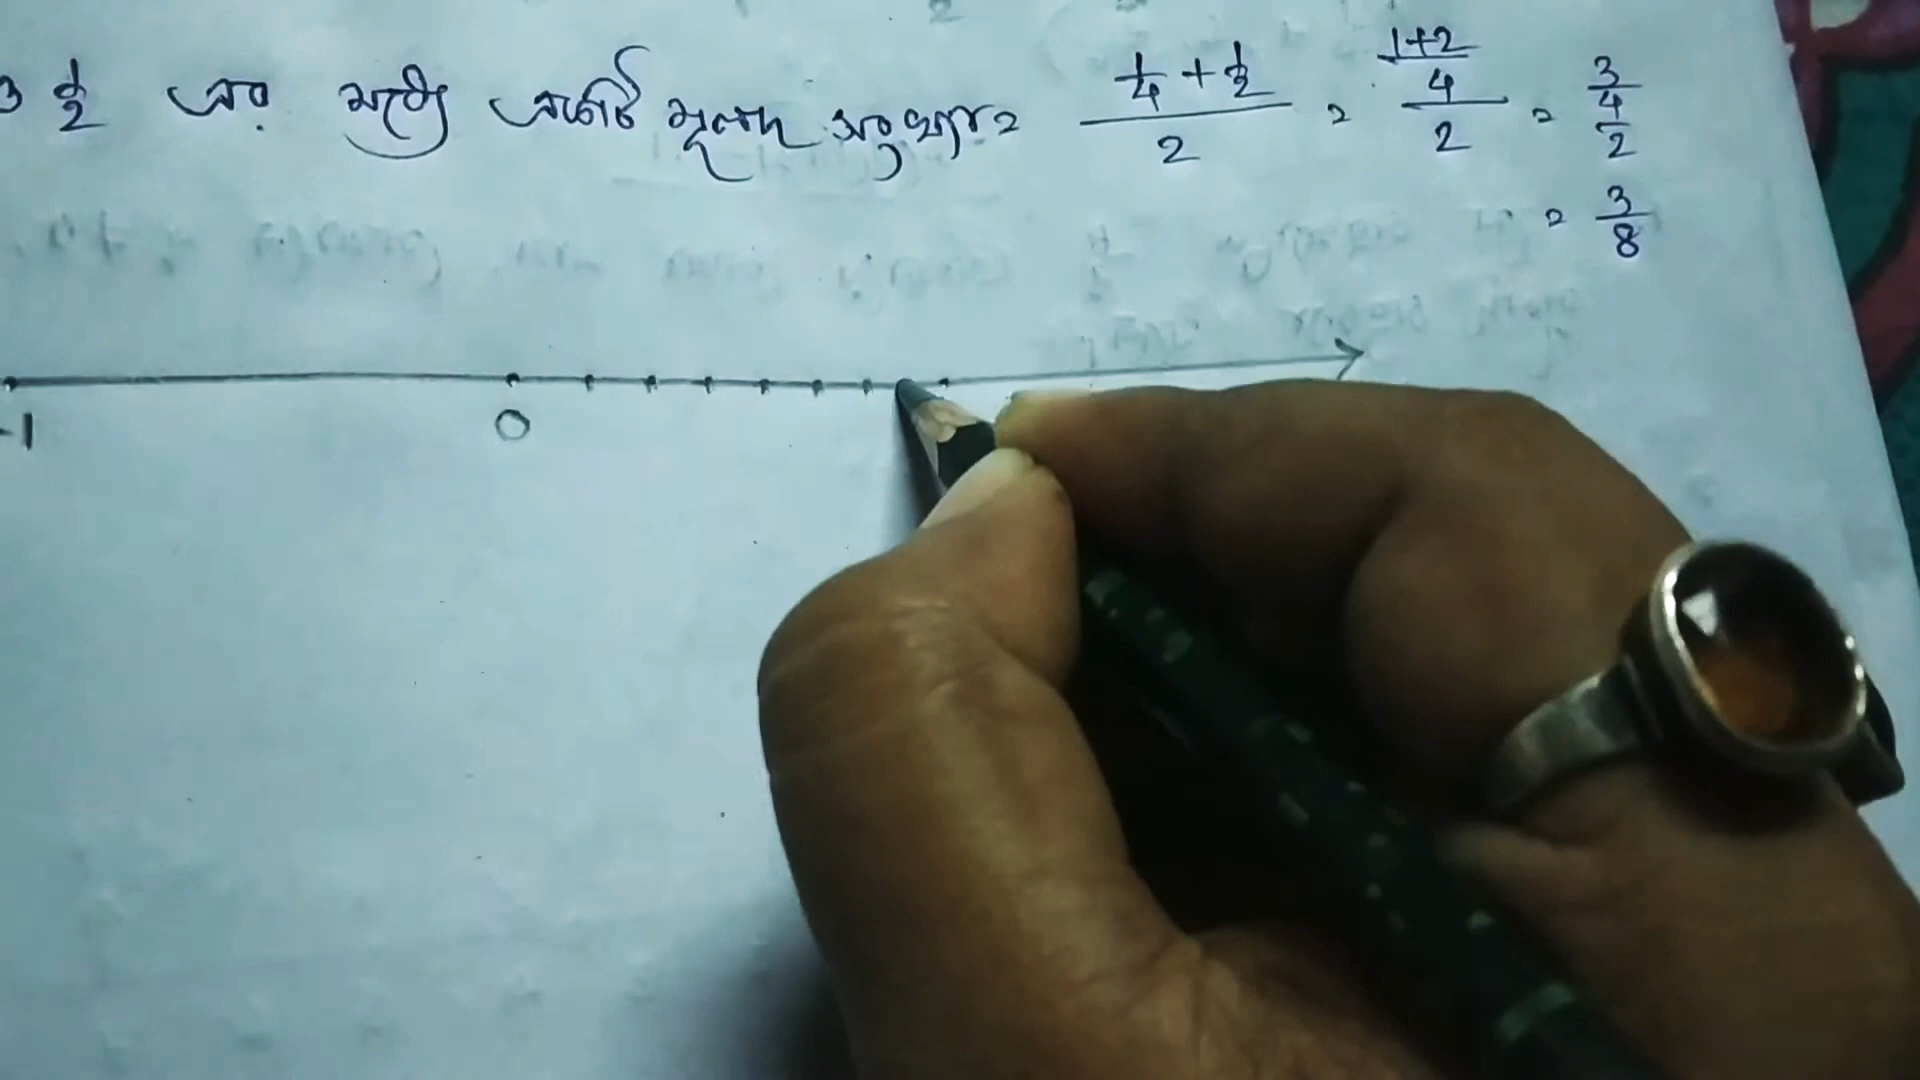 ও 1/2 এর মধ্যে একটি মূলদ সংখ্যা = (1/4 + 1/2)/2 = ((1+2)/4)/2 = (3/4)/2
= 3/8
-1 0